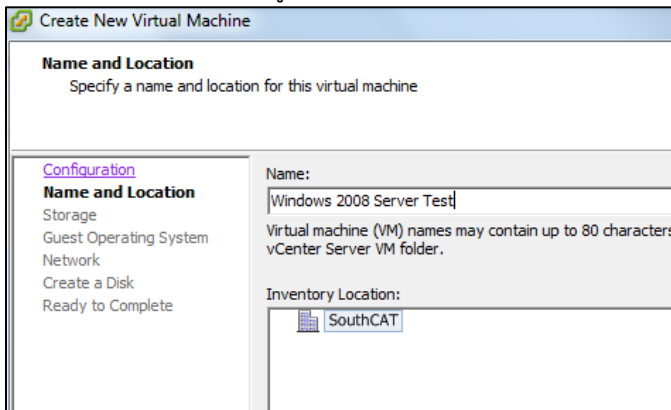 Create New Virtual Machine
Name and Location
Specify a name and location for this virtual machine
Configuration
Name and Location
Storage
Guest Operating System
Network
Create a Disk
Ready to Complete
Name:
Windows 2008 Server Test
Virtual machine (VM) names may contain up to 80 characters
vCenter Server VM folder.
Inventory Location:
SouthCAT